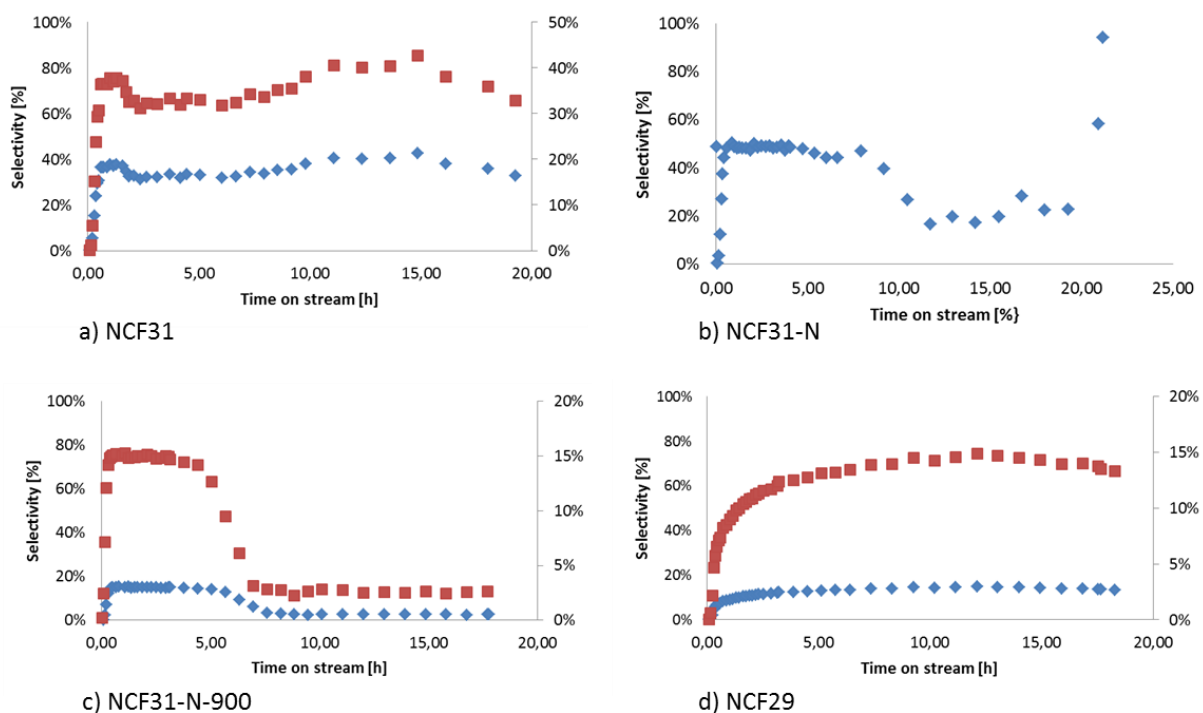 100%
80%
60%
40%
20%
0%
Selectivity [%]
50%
40%
30%
20%
10%
0%
0,00 5,00 10,00 15,00 20,00
Time on stream [h]
a) NCF31
100%
80%
60%
40%
20%
0%
Selectivity [%]
0,00 5,00 10,00 15,00 20,00 25,00
Time on stream [%}
b) NCF31-N
100%
80%
60%
40%
20%
0%
Selectivity [%]
20%
15%
10%
5%
0%
0,00 5,00 10,00 15,00 20,00
Time on stream [h]
c) NCF31-N-900
100%
80%
60%
40%
20%
0%
Selectivity [%]
20%
15%
10%
5%
0%
0,00 5,00 10,00 15,00 20,00
Time on stream [h]
d) NCF29